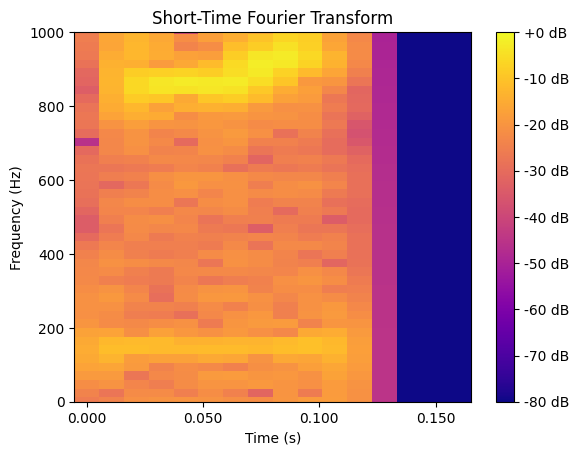 Short-Time Fourier Transform
1000
800
600
400
200
0
Frequency (Hz)
0.000
0.050
0.100
0.150
Time (s)
+0 dB
-10 dB
-20 dB
-30 dB
-40 dB
-50 dB
-60 dB
-70 dB
-80 dB